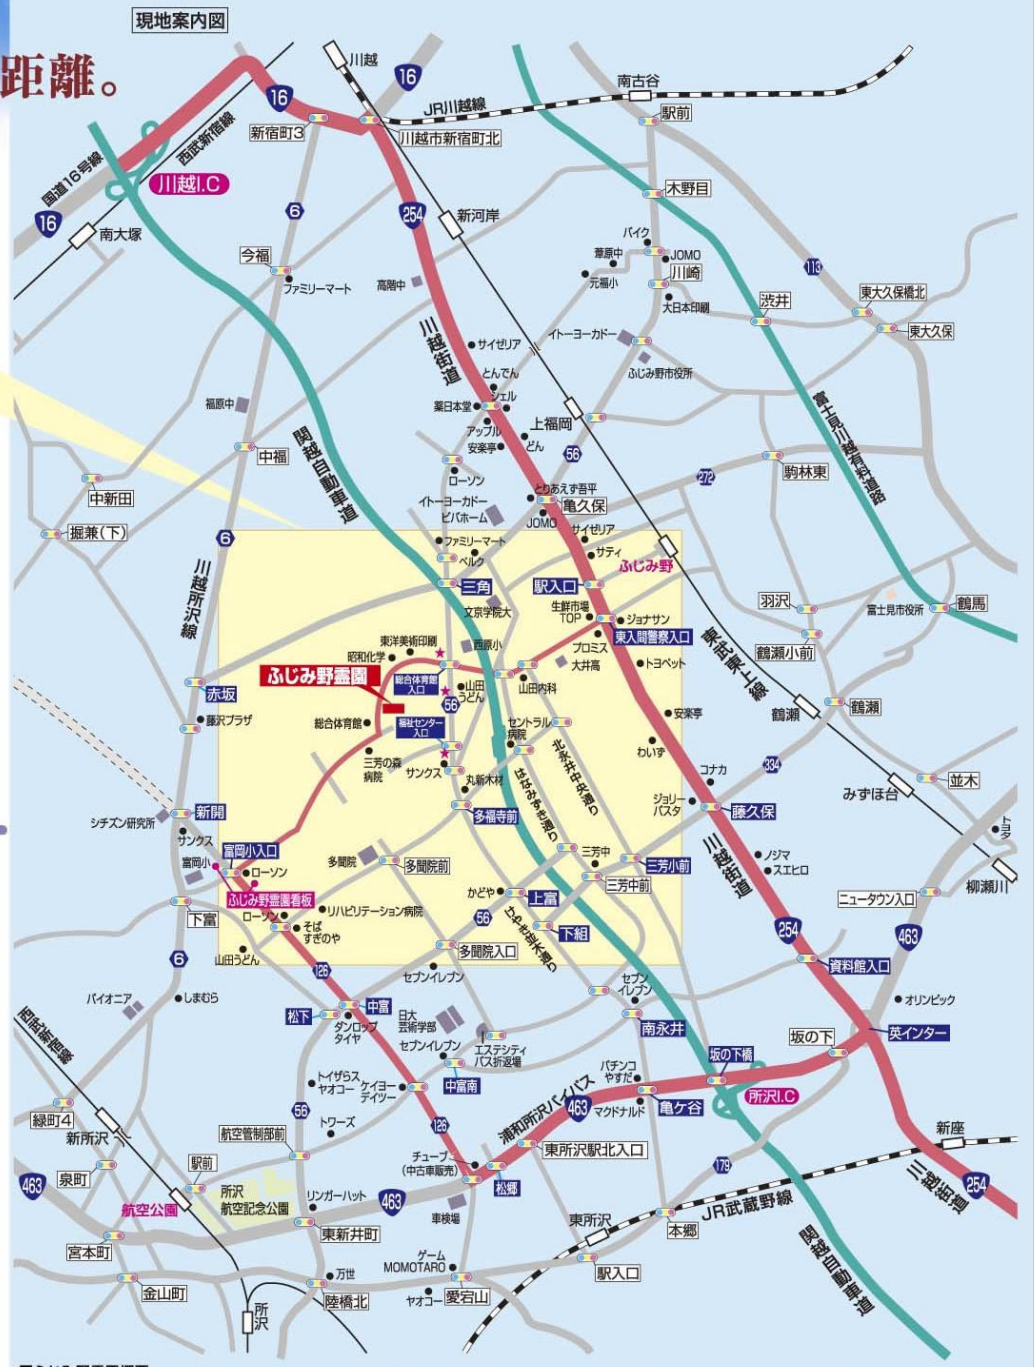 現地案内図
距離。
川越
16
南古谷
16
JR川越線
駅前
新宿町3
川越市新宿町北
西武新宿線
国道16号線
川越I.C
木野目
16
6
254
新河岸
南大塚
バイク
葦原中
JOMO
今福
川崎
113
元福小
ファミリーマート
高階中
大日本印刷
渋井
東大久保橋北
東大久保
川越街道
イトーヨーカドー
サイゼリア
ふじみ野市役所
とんでん
シェル
薬日本堂
福原中
上福岡
富士見川越有料道路
アップル
どん
安楽亭
関越自動車道
中福
56
駒林東
272
ローソン
中新田
とりあえず吾平
イトーヨーカドー
亀久保
ビバホーム
JOMO
掘兼(下)
サイゼリア
6
ファミリーマート
サティ
ベルク
ふじみ野
川越所沢線
三角
駅入口
羽沢
富士見市役所
鶴馬
文京学院大
生鮮市場
TOP
ジョナサン
東入間警察入口
東武東上線
東洋美術印刷
西原小
プロミス
鶴瀬小前
昭和化学
大井高
トヨペット
ふじみ野霊園
総合体育館
入口
山田
うどん
山田内科
赤坂
56
鶴瀬
鶴瀬
藤沢プラザ
総合体育館
福祉センター
入口
セントラル
病院
安楽亭
北永井中央通り
わいず
三芳の森
病院
サンクス
はなみずき通り
334
コナカ
丸新木材
並木
みずほ台
ジョリー
パスタ
藤久保
新開
シチズン研究所
多福寺前
トヨタ
サンクス
川越街道
富岡小入口
多聞院
三芳中
三芳小前
ノジマ
富岡小
ローソン
多聞院前
スエヒロ
柳瀬川
三芳中前
ふじみ野霊園看板
かどや
上富
ニュータウン入口
下富
ローソン
リハビリテーション病院
56
けやき並木通り
そば
すぎのや
下組
254
463
6
山田うどん
多聞院入口
126
資料館入口
セブンイレブン
セブン
イレブン
パイオニア
しまむら
オリンピック
中富
松下
日大
芸術学部
南永井
英インター
西武新宿線
ダンロップ
タイヤ
坂の下
エステシティ
バス折返場
セブンイレブン
坂の下橋
パチンコ
やすだ
トイザらス
ヤオコー
ケイヨー
デイツー
中富南
所沢I.C
浦和所沢バイパス
463
亀ケ谷
マクドナルド
緑町4
56
126
新所沢
トワーズ
新座
航空管制部前
東所沢駅北入口
チューブ
(中古車販売)
179
泉町
駅前
463
松郷
所沢
航空記念公園
リンガーハット
463
川越街道
254
JR武蔵野線
航空公園
車検場
東所沢
東新井町
本郷
宮本町
関越自動車道
ゲーム
MOMOTARO
万世
駅入口
金山町
陸橋北
ヤオコー
愛宕山
所沢